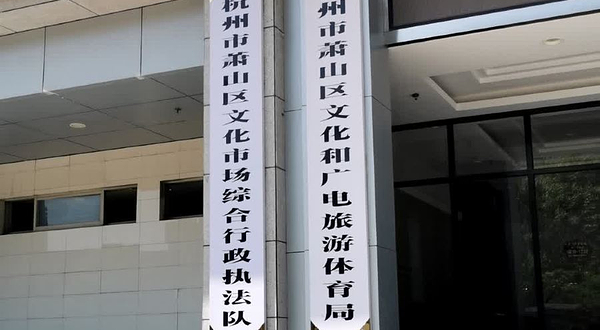 杭州市萧山区文化市场综合行政执法队
州市萧山区文化和广电旅游体育局